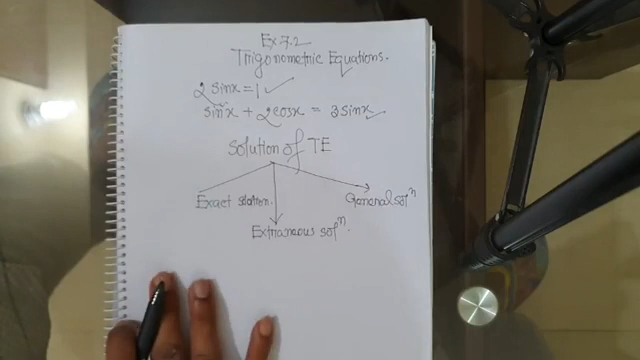 Ex 7.2
Trigonometric Equations.
2 sinx = 1
sin²x + 2cosx = 2sinx
Solution of TE
Exact solution.
General solⁿ
Extraneous solⁿ.